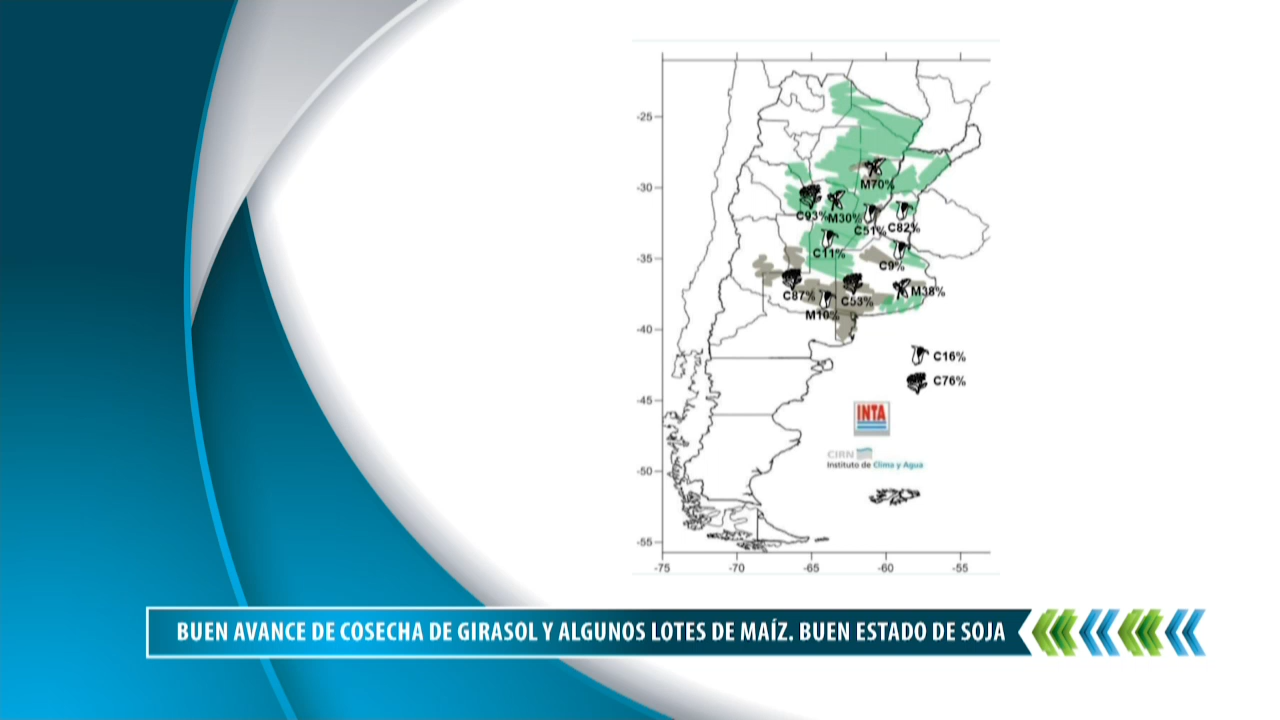 -25
-30
-35
-40
-45
-50
-55
-75
-70
-65
-60
-55
M70%
C93%
M30%
C51%
C82%
C11%
C9%
C87%
M10%
C53%
M38%
C16%
C76%
INTA
CIRN
Instituto de Clima y Agua
BUEN AVANCE DE COSECHA DE GIRASOL Y ALGUNOS LOTES DE MAÍZ. BUEN ESTADO DE SOJA